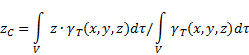 z_C = ∫_V z · γ_T(x, y, z)dτ / ∫_V γ_T(x, y, z)dτ